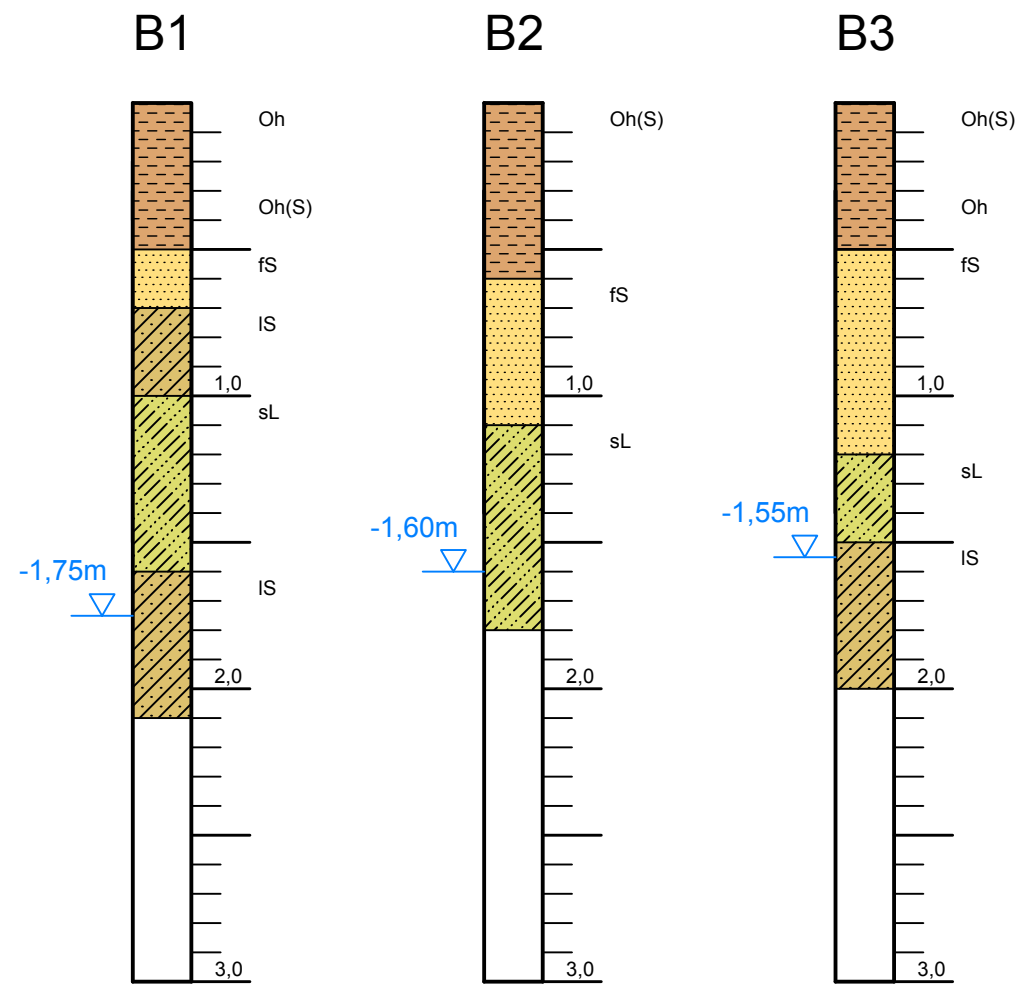 B1
B2
B3
Oh
Oh(S)
fS
lS
1,0
sL
-1,75m
lS
2,0
3,0
Oh(S)
fS
1,0
sL
-1,60m
2,0
3,0
Oh(S)
Oh
fS
1,0
sL
-1,55m
lS
2,0
3,0